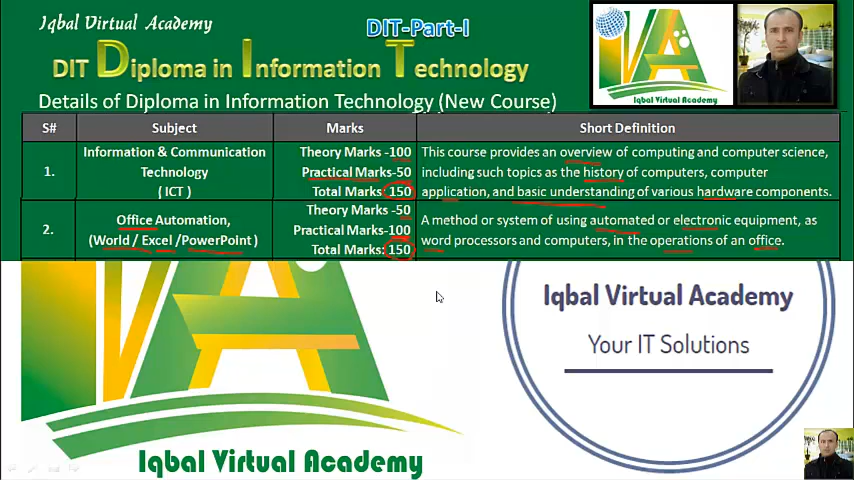 Iqbal Virtual Academy
DIT-Part-I
DIT Diploma in Information Technology
Details of Diploma in Information Technology (New Course)
Iqbal Virtual Academy
S# Subject Marks Short Definition
1. Information & Communication Technology ( ICT )
Theory Marks -100
Practical Marks-50
Total Marks: 150
This course provides an overview of computing and computer science,
including such topics as the history of computers, computer
application, and basic understanding of various hardware components.
2. Office Automation,
(World / Excel /PowerPoint )
Theory Marks -50
Practical Marks-100
Total Marks: 150
A method or system of using automated or electronic equipment, as
word processors and computers, in the operations of an office.
Iqbal Virtual Academy
Iqbal Virtual Academy
Your IT Solutions